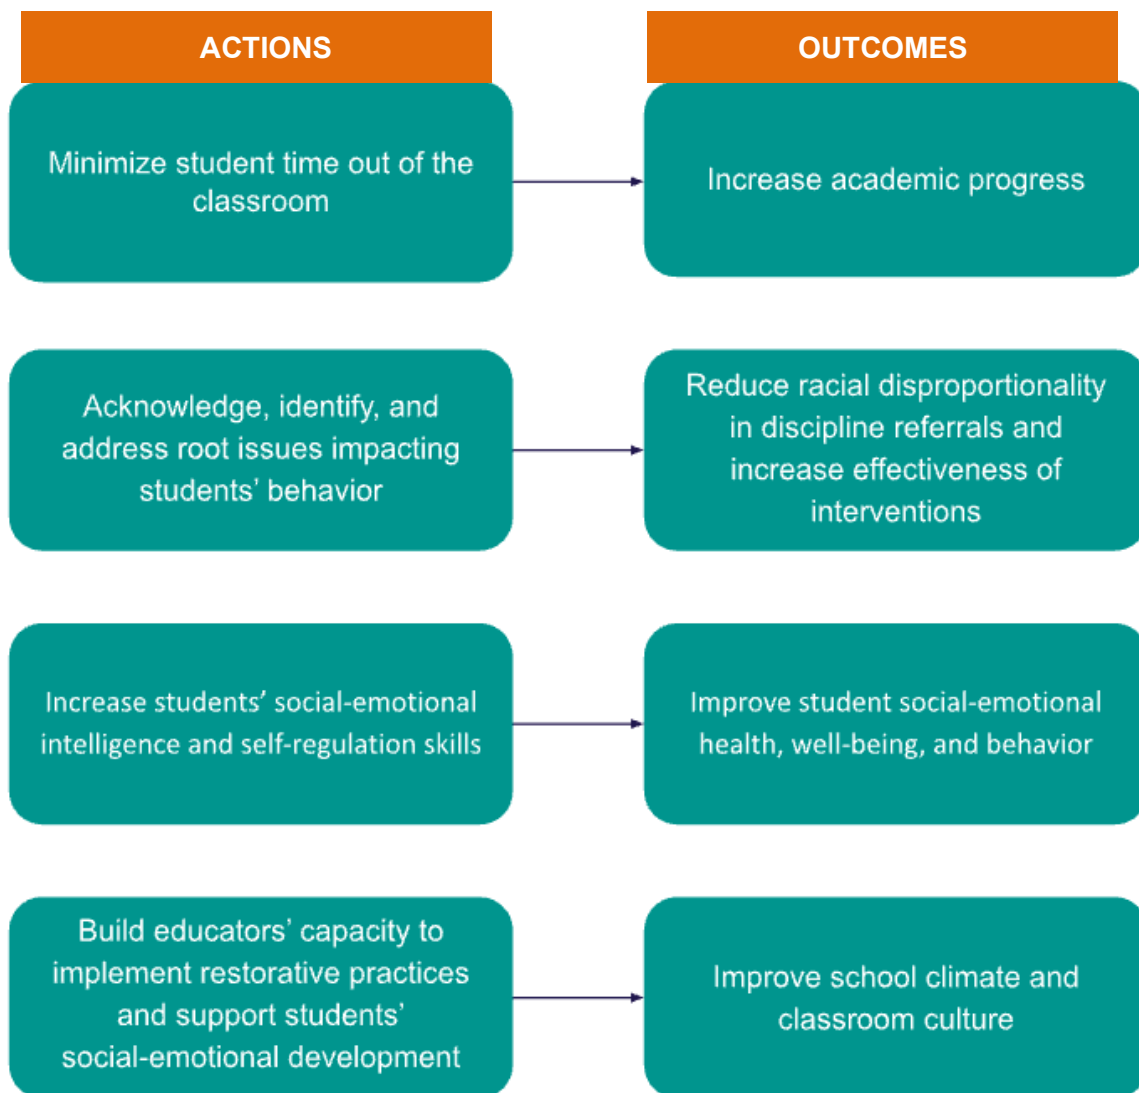 ACTIONS
OUTCOMES
Minimize student time out of the
classroom
Increase academic progress
Acknowledge, identify, and
address root issues impacting
students’ behavior
Reduce racial disproportionality
in discipline referrals and
increase effectiveness of
interventions
Increase students’ social-emotional
intelligence and self-regulation skills
Improve student social-emotional
health, well-being, and behavior
Build educators’ capacity to
implement restorative practices
and support students’
social-emotional development
Improve school climate and
classroom culture